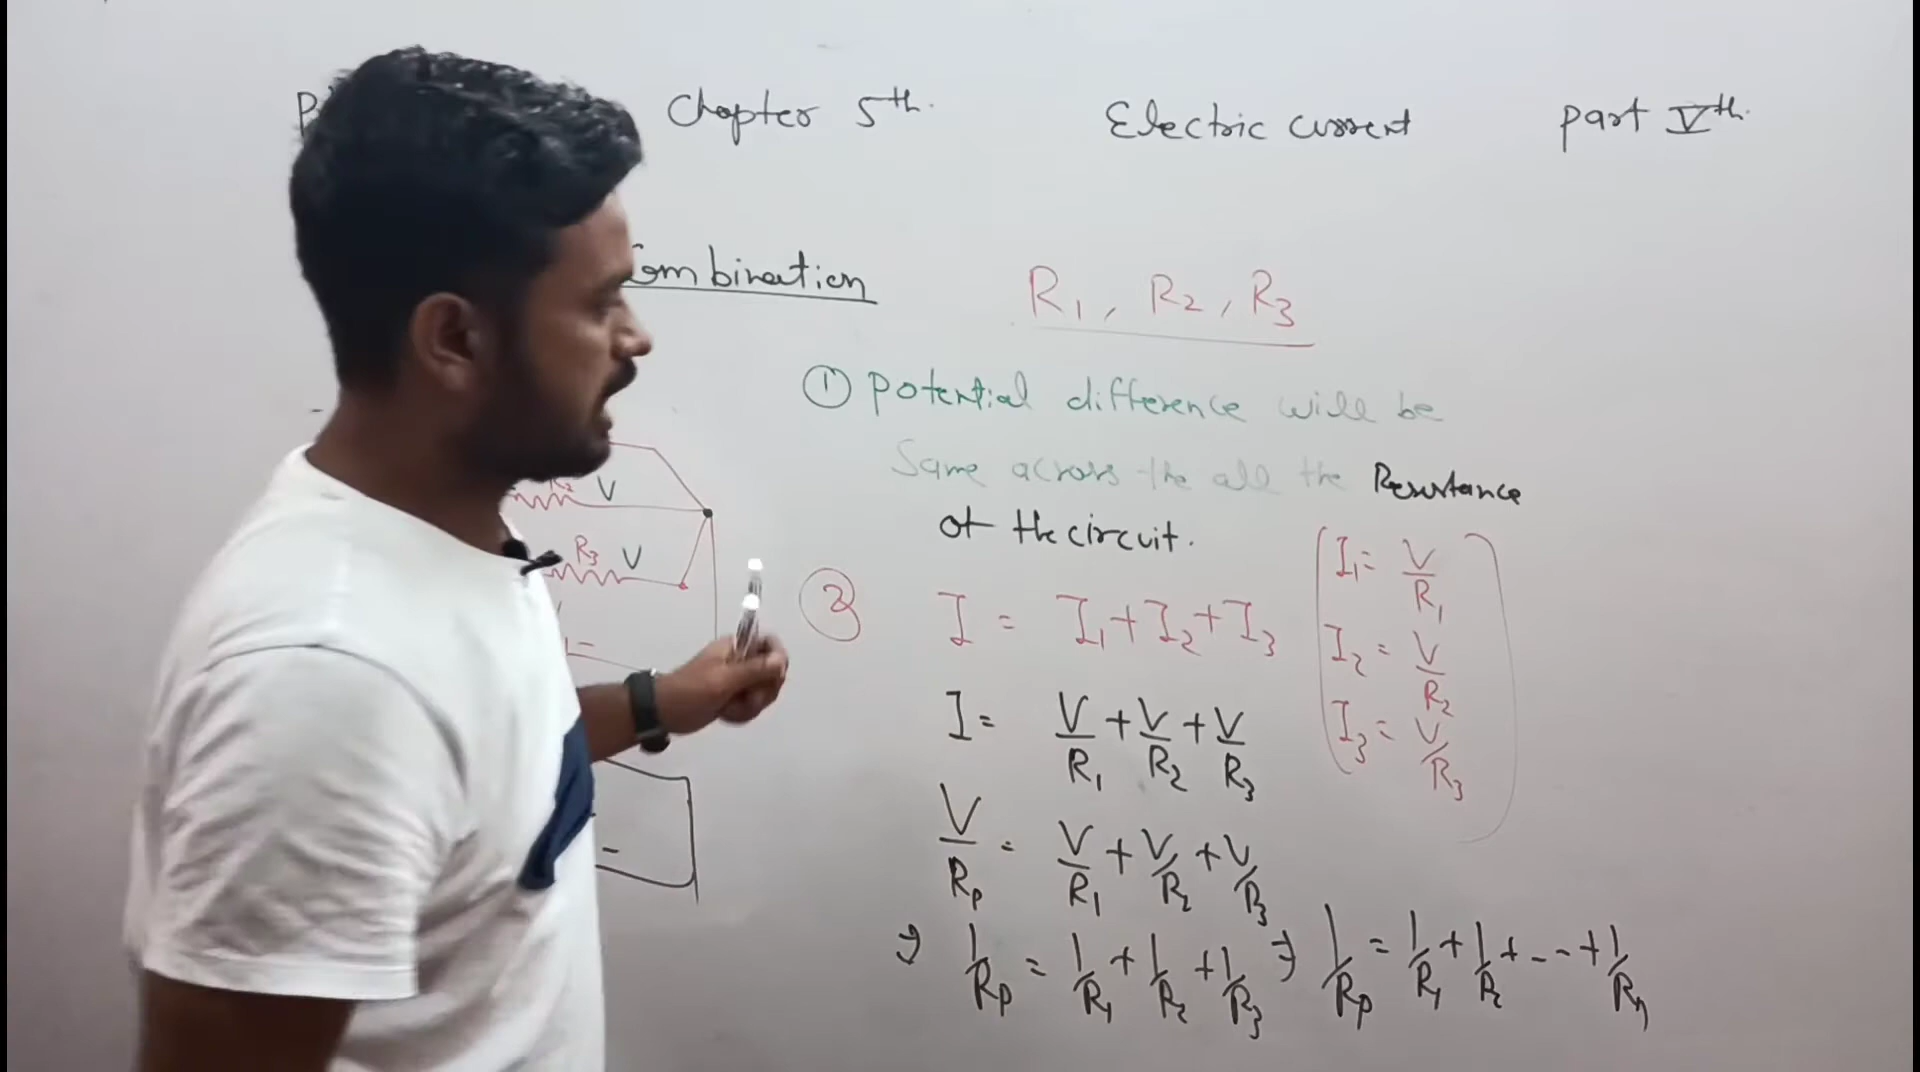 Chapter 5th. Electric current part Vth.
Combination
R1, R2, R3
① potential difference will be
Same across the all the Resistance
of the circuit.
R2 V
R3 V
② I = I1+I2+I3
I1= V/R1
I2= V/R2
I3= V/R3
I= V/R1 + V/R2 + V/R3
V/Rp = V/R1 + V/R2 + V/R3
⇒ 1/Rp = 1/R1 + 1/R2 + 1/R3 ⇒ 1/Rp = 1/R1 + 1/R2 + -- + 1/Rn